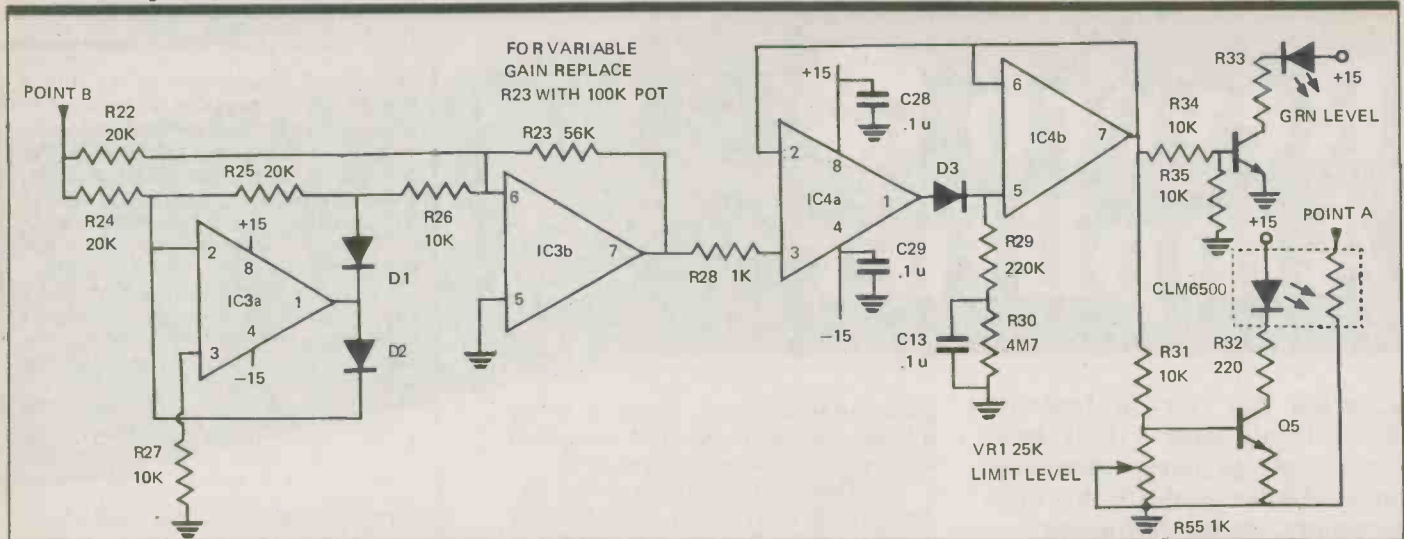 POINT B
R22
20K
R24
20K
R25 20K
+15
2
8
IC3a
1
4
3
-15
R27
10K
D1
D2
R26
10K
FOR VARIABLE
GAIN REPLACE
R23 WITH 100K POT
R23 56K
6
IC3b
7
5
R28 1K
+15
C28
.1u
2
8
IC4a
1
4
3
C29
.1u
-15
D3
6
IC4b
7
5
R29
220K
C13
.1u
R30
4M7
R34
10K
R35
10K
R33
+15
GRN LEVEL
+15
POINT A
CLM6500
R31
10K
R32
220
Q5
VR1 25K
LIMIT LEVEL
R55 1K